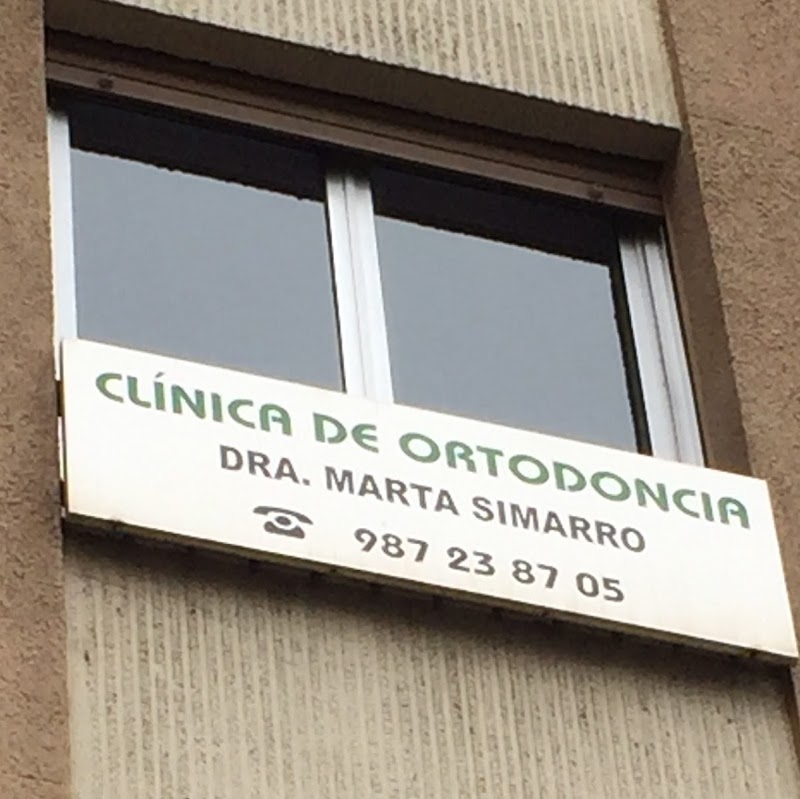 CLÍNICA DE ORTODONCIA
DRA. MARTA SIMARRO
☎ 987 23 87 05